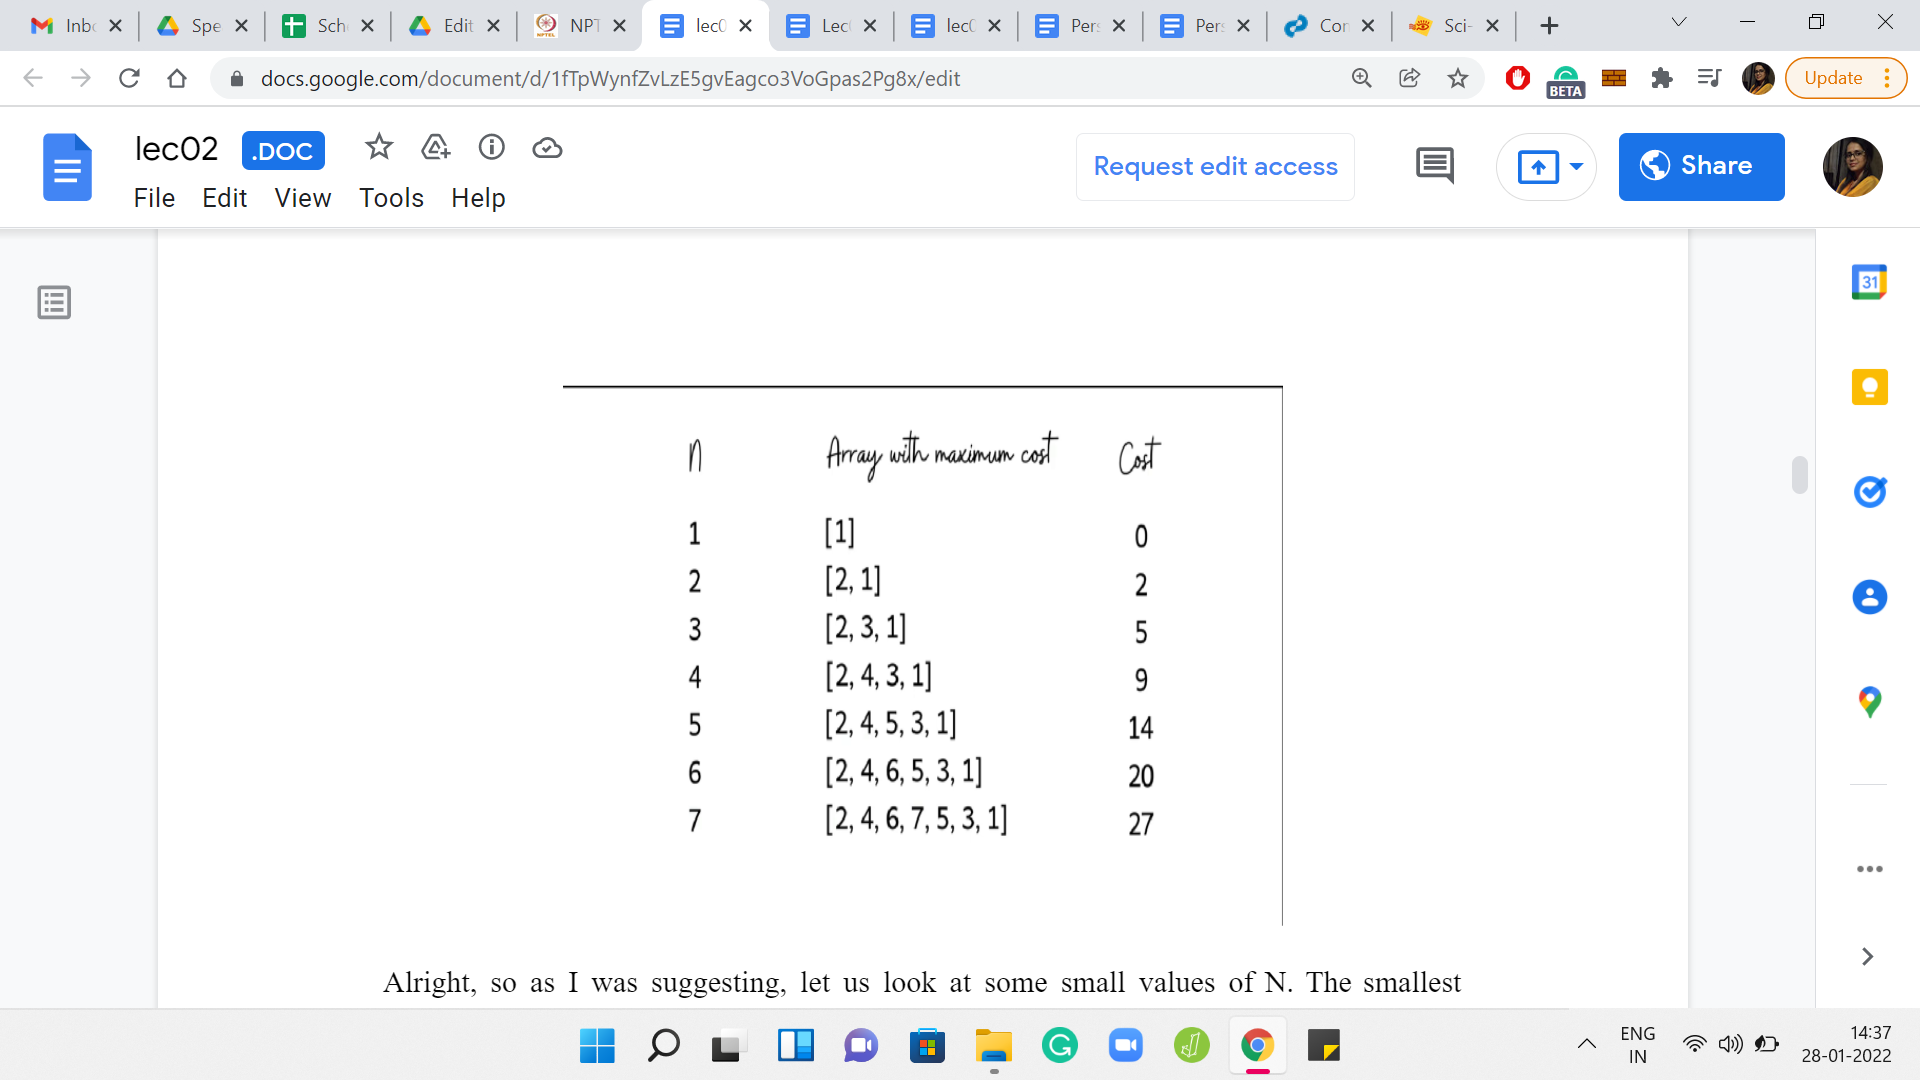 Inbc
Spe
Sch
Edit
NPT
lec0
Lec
lec0
Per
Per
Con
Sci-
docs.google.com/document/d/1fTpWynfZvLzE5gvEagco3VoGpas2Pg8x/edit
BETA
Update
lec02 .DOC
Request edit access
Share
File Edit View Tools Help
31
n Array with maximum cost Cost
1 [1] 0
2 [2, 1] 2
3 [2, 3, 1] 5
4 [2, 4, 3, 1] 9
5 [2, 4, 5, 3, 1] 14
6 [2, 4, 6, 5, 3, 1] 20
7 [2, 4, 6, 7, 5, 3, 1] 27
Alright, so as I was suggesting, let us look at some small values of N. The smallest
ENG
IN
14:37
28-01-2022